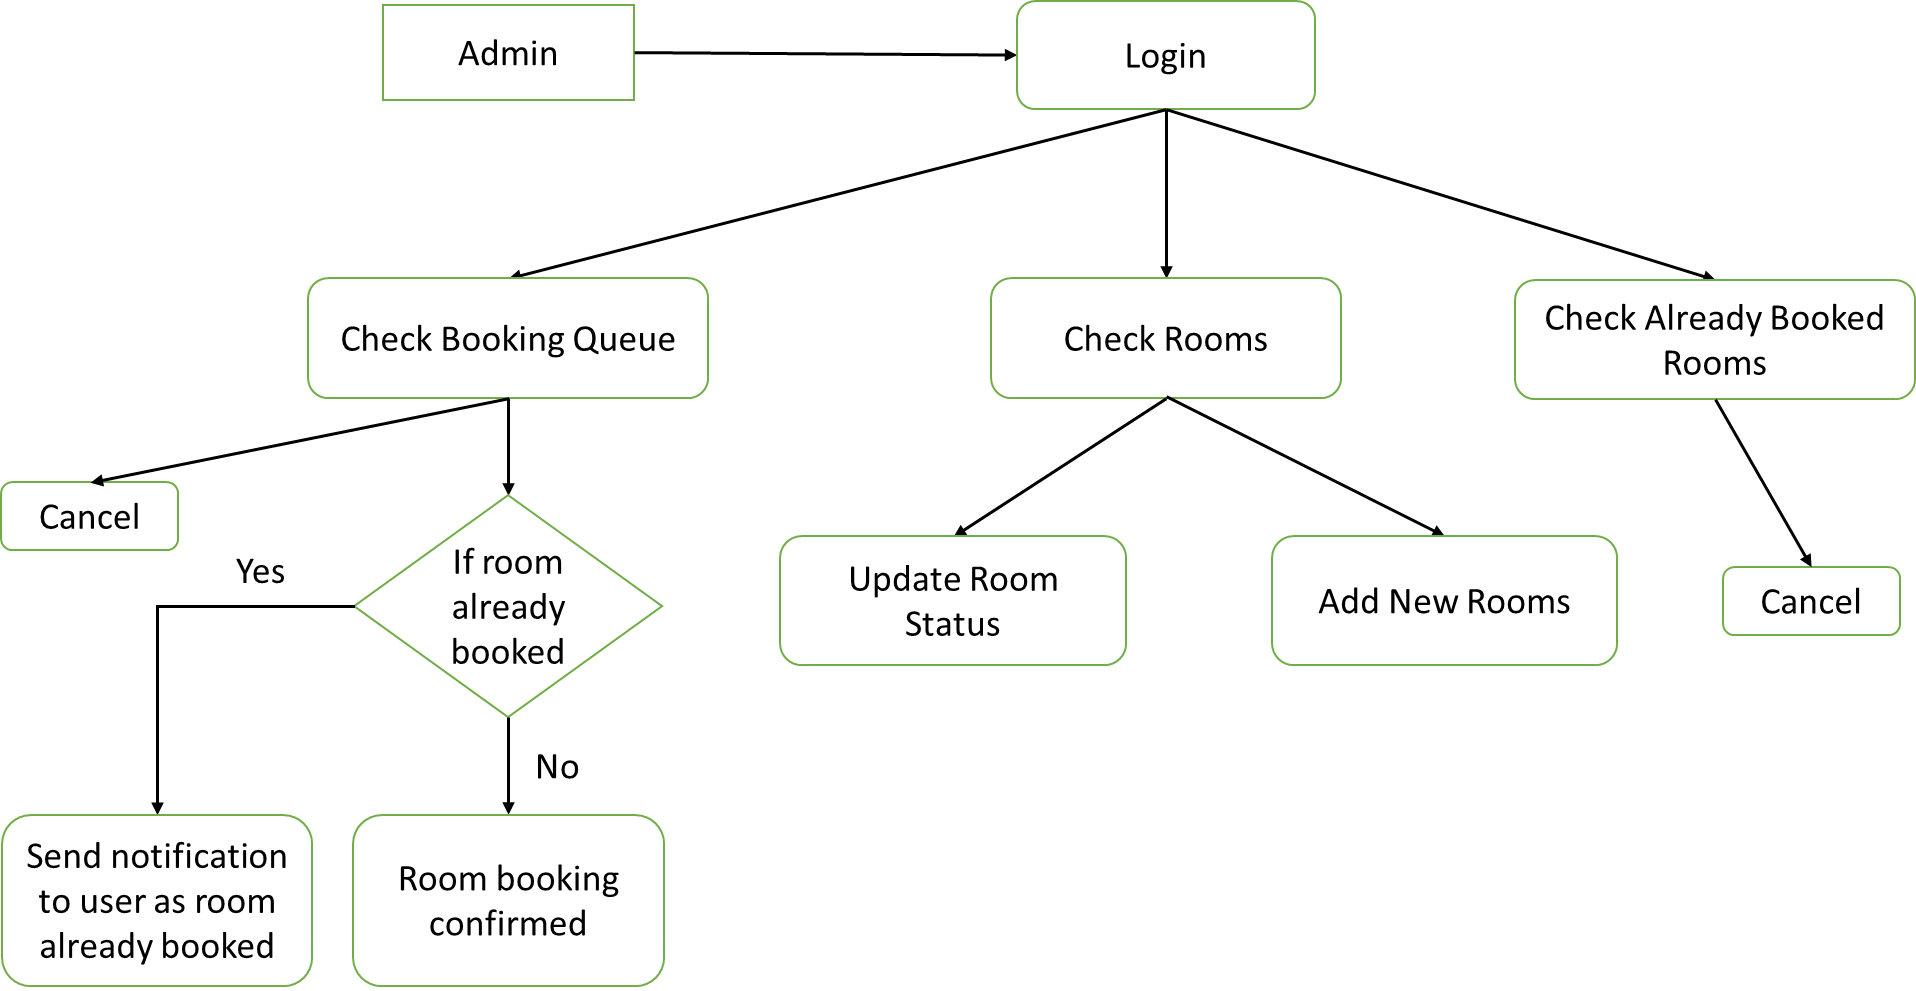 Admin
Login
Check Booking Queue
Check Rooms
Check Already Booked
Rooms
Cancel
If room
already
booked
Yes
No
Update Room
Status
Add New Rooms
Cancel
Send notification
to user as room
already booked
Room booking
confirmed